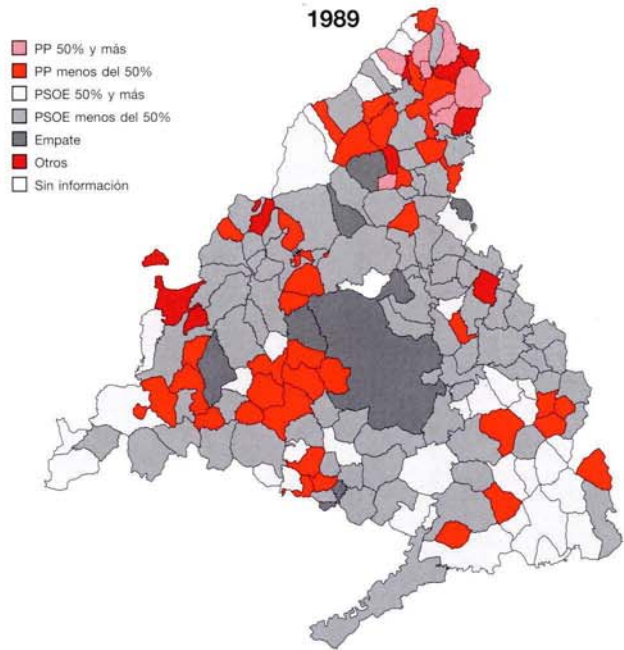 1989
PP 50% y más
PP menos del 50%
PSOE 50% y más
PSOE menos del 50%
Empate
Otros
Sin información